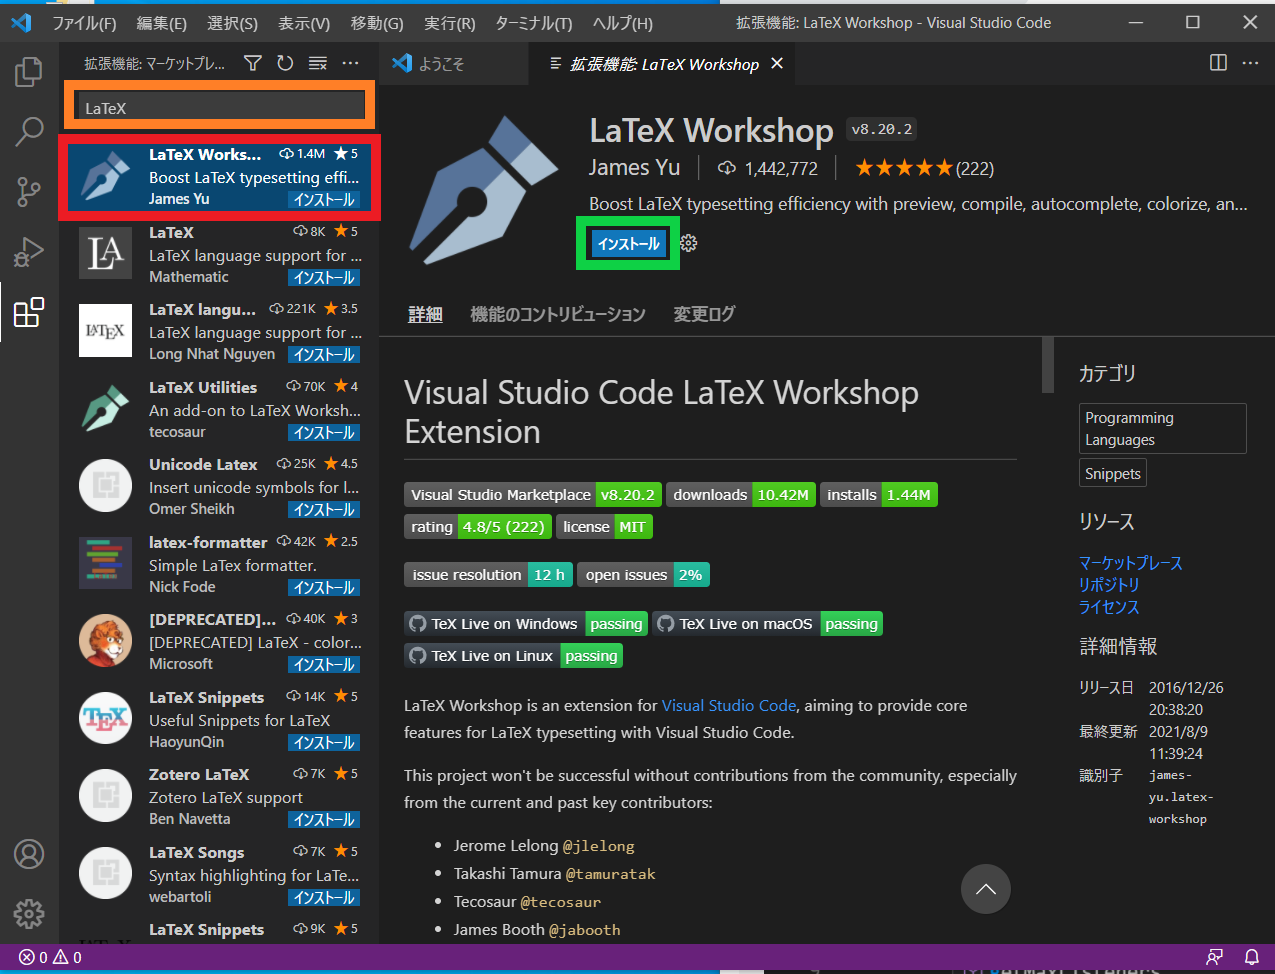 ファイル(F) 編集(E) 選択(S) 表示(V) 移動(G) 実行(R) ターミナル(T) ヘルプ(H) 拡張機能: LaTeX Workshop - Visual Studio Code
拡張機能: マーケットプレ...
LaTeX
LaTeX Works... 1.4M ★5
Boost LaTeX typesetting effi...
James Yu インストール
LaTeX 8K ★5
LaTeX language support for ...
Mathematic インストール
LaTeX langu... 221K ★3.5
LaTeX language support for ...
Long Nhat Nguyen インストール
LaTeX Utilities 70K ★4
An add-on to LaTeX Worksh...
tecosaur インストール
Unicode Latex 25K ★4.5
Insert unicode symbols for l...
Omer Sheikh インストール
latex-formatter 42K ★2.5
Simple LaTex formatter.
Nick Fode インストール
[DEPRECATED]... 40K ★3
[DEPRECATED] LaTeX - color...
Microsoft インストール
LaTeX Snippets 14K ★5
Useful Snippets for LaTeX
HaoyunQin インストール
Zotero LaTeX 7K ★5
Zotero LaTeX support
Ben Navetta インストール
LaTeX Songs 7K ★5
Syntax highlighting for LaTe...
webartoli インストール
LaTeX Snippets 9K ★5
LA
LATEX
TEX
ようこそ 拡張機能: LaTeX Workshop
LaTeX Workshop v8.20.2
James Yu 1,442,772 ★★★★★(222)
Boost LaTeX typesetting efficiency with preview, compile, autocomplete, colorize, an...
インストール
詳細 機能のコントリビューション 変更ログ
Visual Studio Code LaTeX Workshop
Extension
Visual Studio Marketplace v8.20.2 downloads 10.42M installs 1.44M
rating 4.8/5 (222) license MIT
issue resolution 12 h open issues 2%
TeX Live on Windows passing TeX Live on macOS passing
TeX Live on Linux passing
LaTeX Workshop is an extension for Visual Studio Code, aiming to provide core
features for LaTeX typesetting with Visual Studio Code.
This project won't be successful without contributions from the community, especially
from the current and past key contributors:
• Jerome Lelong @jlelong
• Takashi Tamura @tamuratak
• Tecosaur @tecosaur
• James Booth @jabooth
カテゴリ
Programming
Languages
Snippets
リソース
マーケットプレース
リポジトリ
ライセンス
詳細情報
リリース日 2016/12/26
20:38:20
最終更新 2021/8/9
11:39:24
識別子 james-
yu.latex-
workshop
0 0